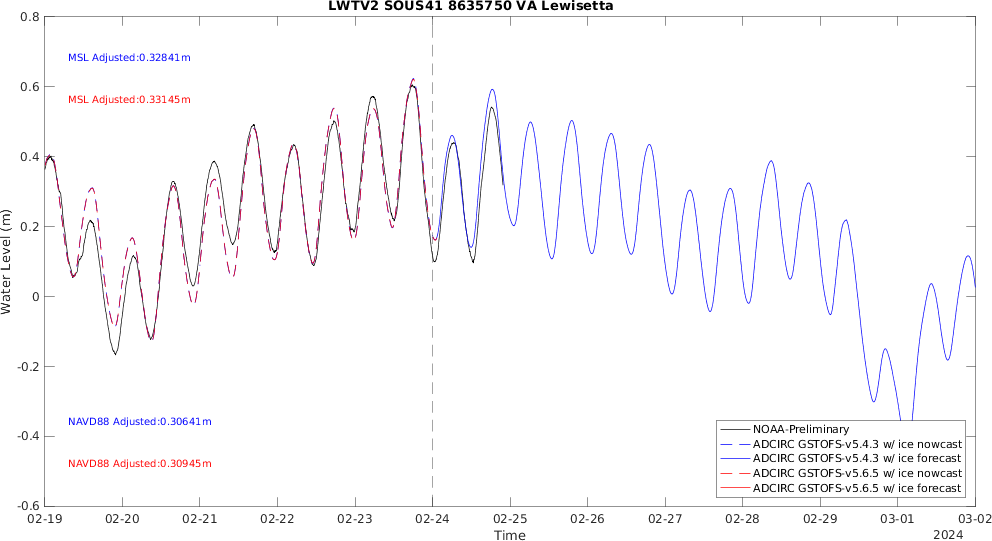 LWTV2 SOUS41 8635750 VA Lewisetta
0.8
0.6
0.4
0.2
0
-0.2
-0.4
-0.6
Water Level (m)
MSL Adjusted:0.32841m
MSL Adjusted:0.33145m
NAVD88 Adjusted:0.30641m
NAVD88 Adjusted:0.30945m
NOAA-Preliminary
ADCIRC GSTOFS-v5.4.3 w/ ice nowcast
ADCIRC GSTOFS-v5.4.3 w/ ice forecast
ADCIRC GSTOFS-v5.6.5 w/ ice nowcast
ADCIRC GSTOFS-v5.6.5 w/ ice forecast
02-19 02-20 02-21 02-22 02-23 02-24 02-25 02-26 02-27 02-28 02-29 03-01 03-02
Time
2024